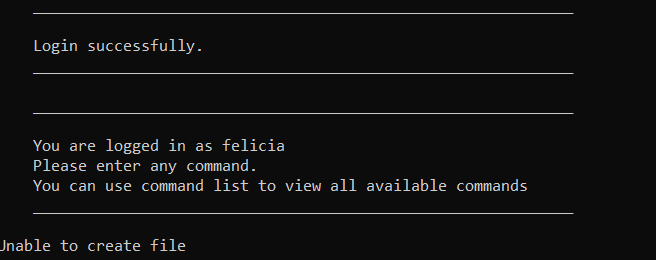 Login successfully.
You are logged in as felicia
Please enter any command.
You can use command list to view all available commands
Unable to create file